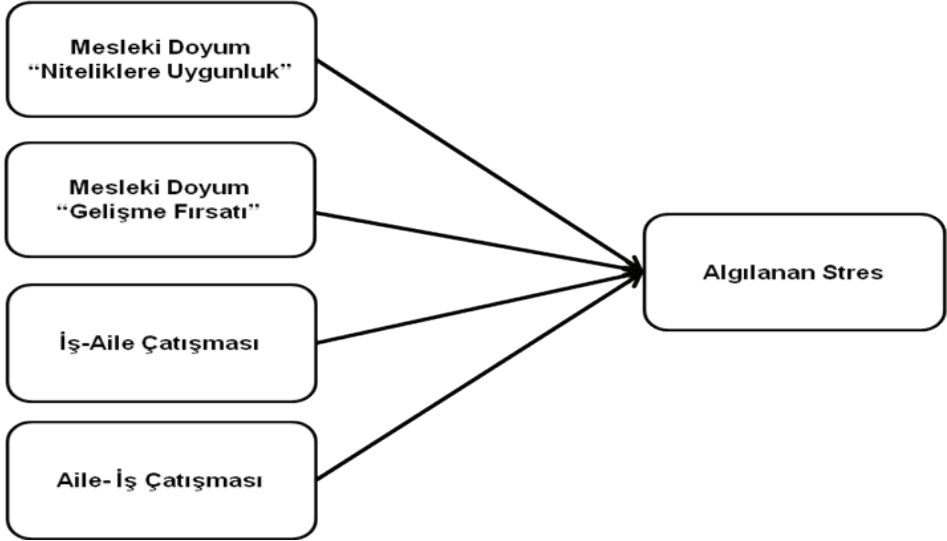 Mesleki Doyum
“Niteliklere Uygunluk”
Mesleki Doyum
“Gelişme Fırsatı”
Algılanan Stres
İş-Aile Çatışması
Aile- İş Çatışması